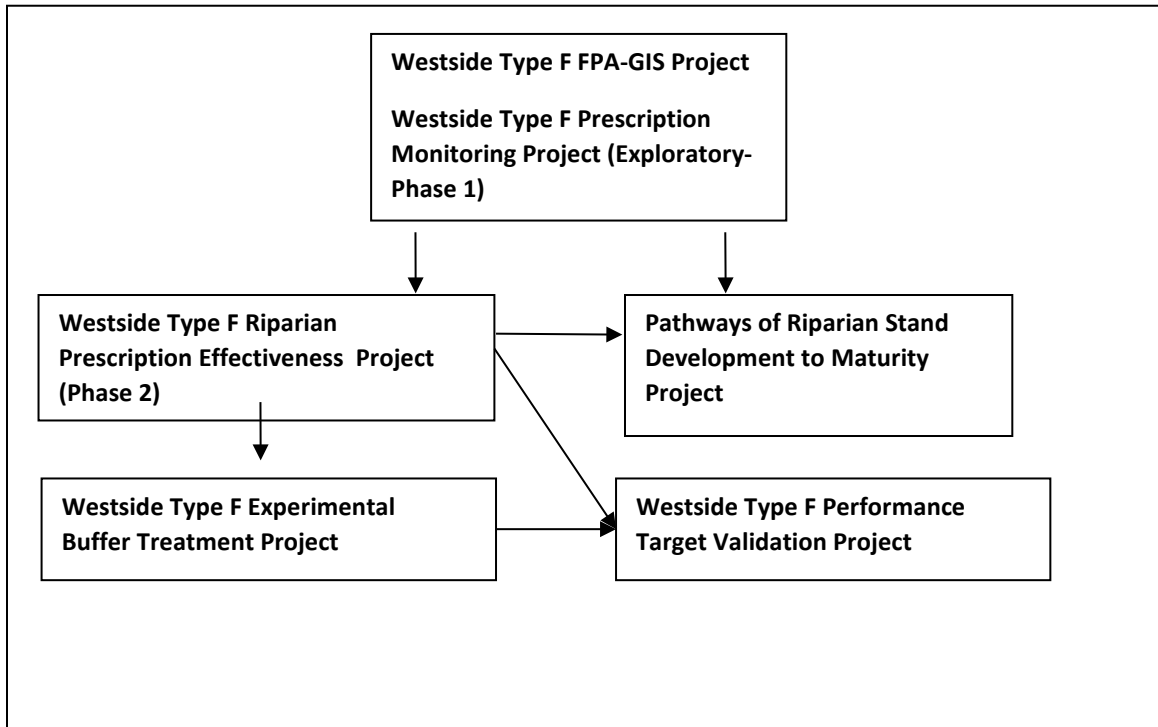 Westside Type F FPA-GIS Project
Westside Type F Prescription
Monitoring Project (Exploratory-
Phase 1)
Westside Type F Riparian
Prescription Effectiveness Project
(Phase 2)
Pathways of Riparian Stand
Development to Maturity
Project
Westside Type F Experimental
Buffer Treatment Project
Westside Type F Performance
Target Validation Project